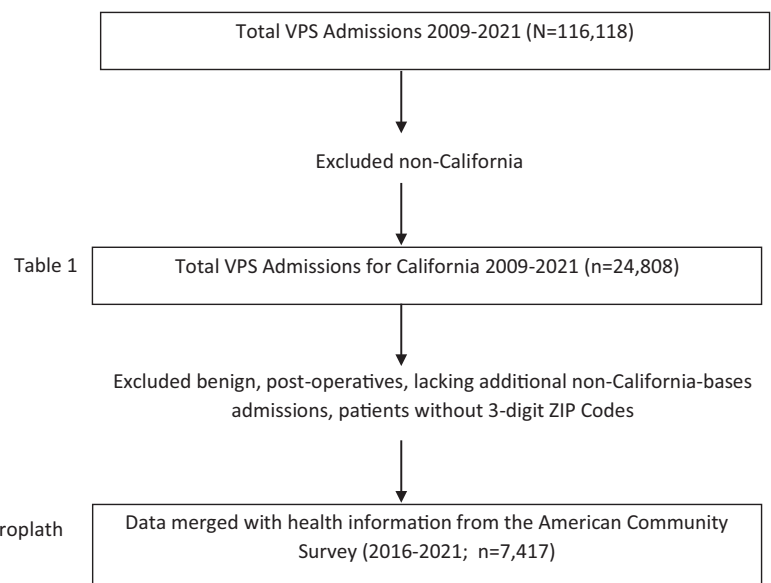 Total VPS Admissions 2009-2021 (N=116,118)
Excluded non-California
Table 1
Total VPS Admissions for California 2009-2021 (n=24,808)
Excluded benign, post-operatives, lacking additional non-California-bases
admissions, patients without 3-digit ZIP Codes
roplath
Data merged with health information from the American Community
Survey (2016-2021; n=7,417)